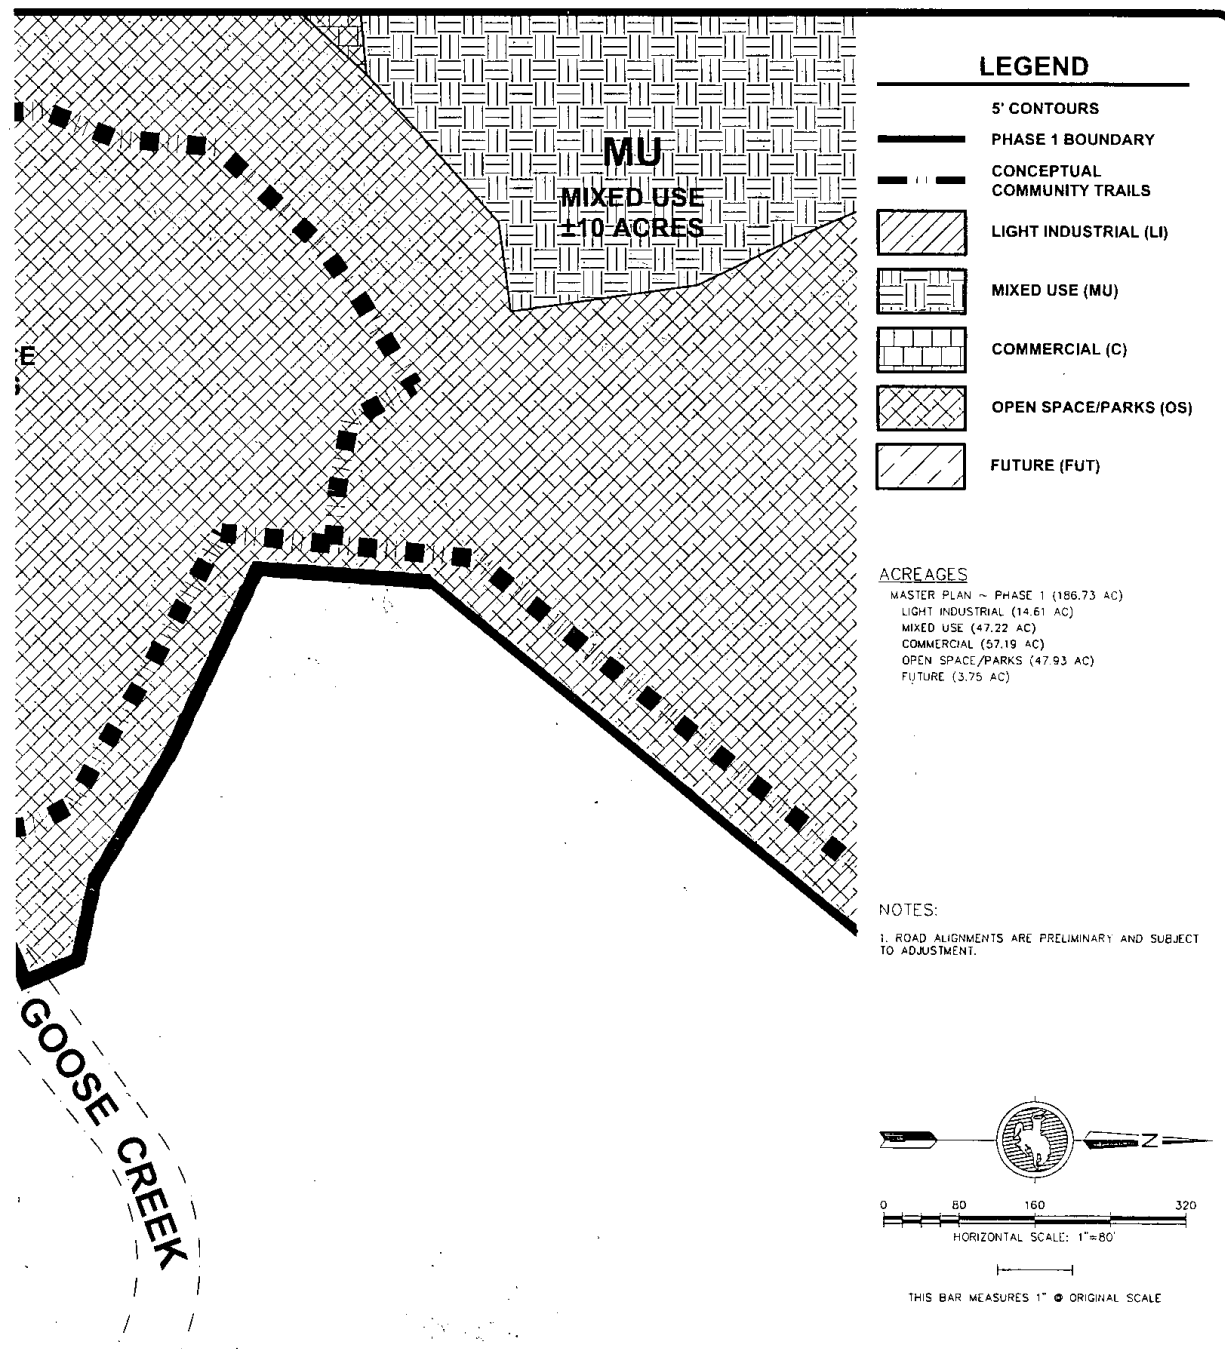 MU
MIXED USE
±10 ACRES
E
GOOSE CREEK
LEGEND
5' CONTOURS
PHASE 1 BOUNDARY
CONCEPTUAL
COMMUNITY TRAILS
LIGHT INDUSTRIAL (LI)
MIXED USE (MU)
COMMERCIAL (C)
OPEN SPACE/PARKS (OS)
FUTURE (FUT)
ACREAGES
MASTER PLAN ~ PHASE 1 (186.73 AC)
LIGHT INDUSTRIAL (14.61 AC)
MIXED USE (47.22 AC)
COMMERCIAL (57.19 AC)
OPEN SPACE/PARKS (47.93 AC)
FUTURE (3.75 AC)
NOTES:
1. ROAD ALIGNMENTS ARE PRELIMINARY AND SUBJECT
TO ADJUSTMENT.
N
0 80 160 320
HORIZONTAL SCALE: 1"=80'
THIS BAR MEASURES 1" @ ORIGINAL SCALE